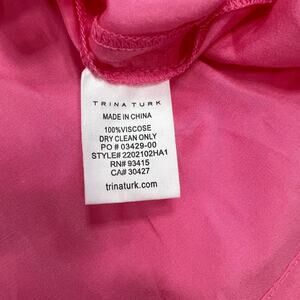 TRINA TURK
MADE IN CHINA
100%VISCOSE
DRY CLEAN ONLY
PO # 03429-00
STYLE# 2202102HA1
RN# 93415
CA# 30427
trinaturk.com